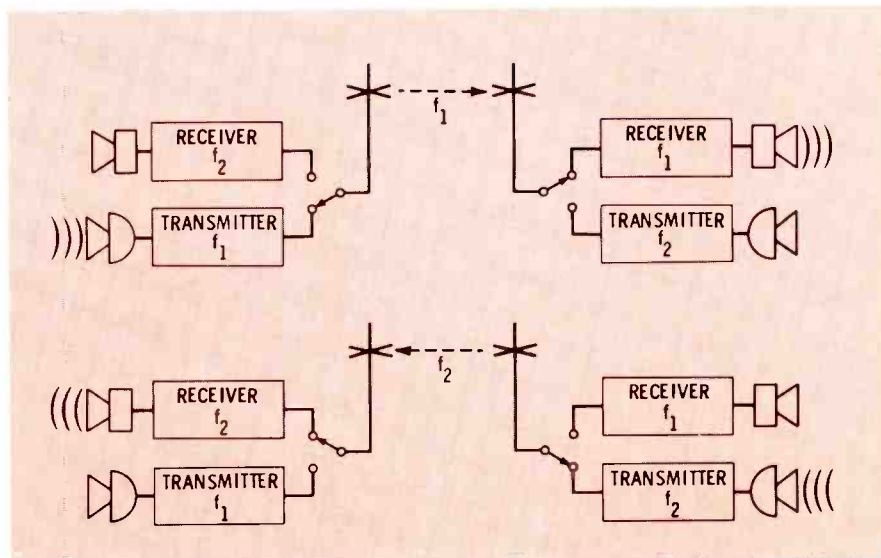 f₁
RECEIVER
f₂
TRANSMITTER
f₁
RECEIVER
f₁
TRANSMITTER
f₂
f₂
RECEIVER
f₂
TRANSMITTER
f₁
RECEIVER
f₁
TRANSMITTER
f₂